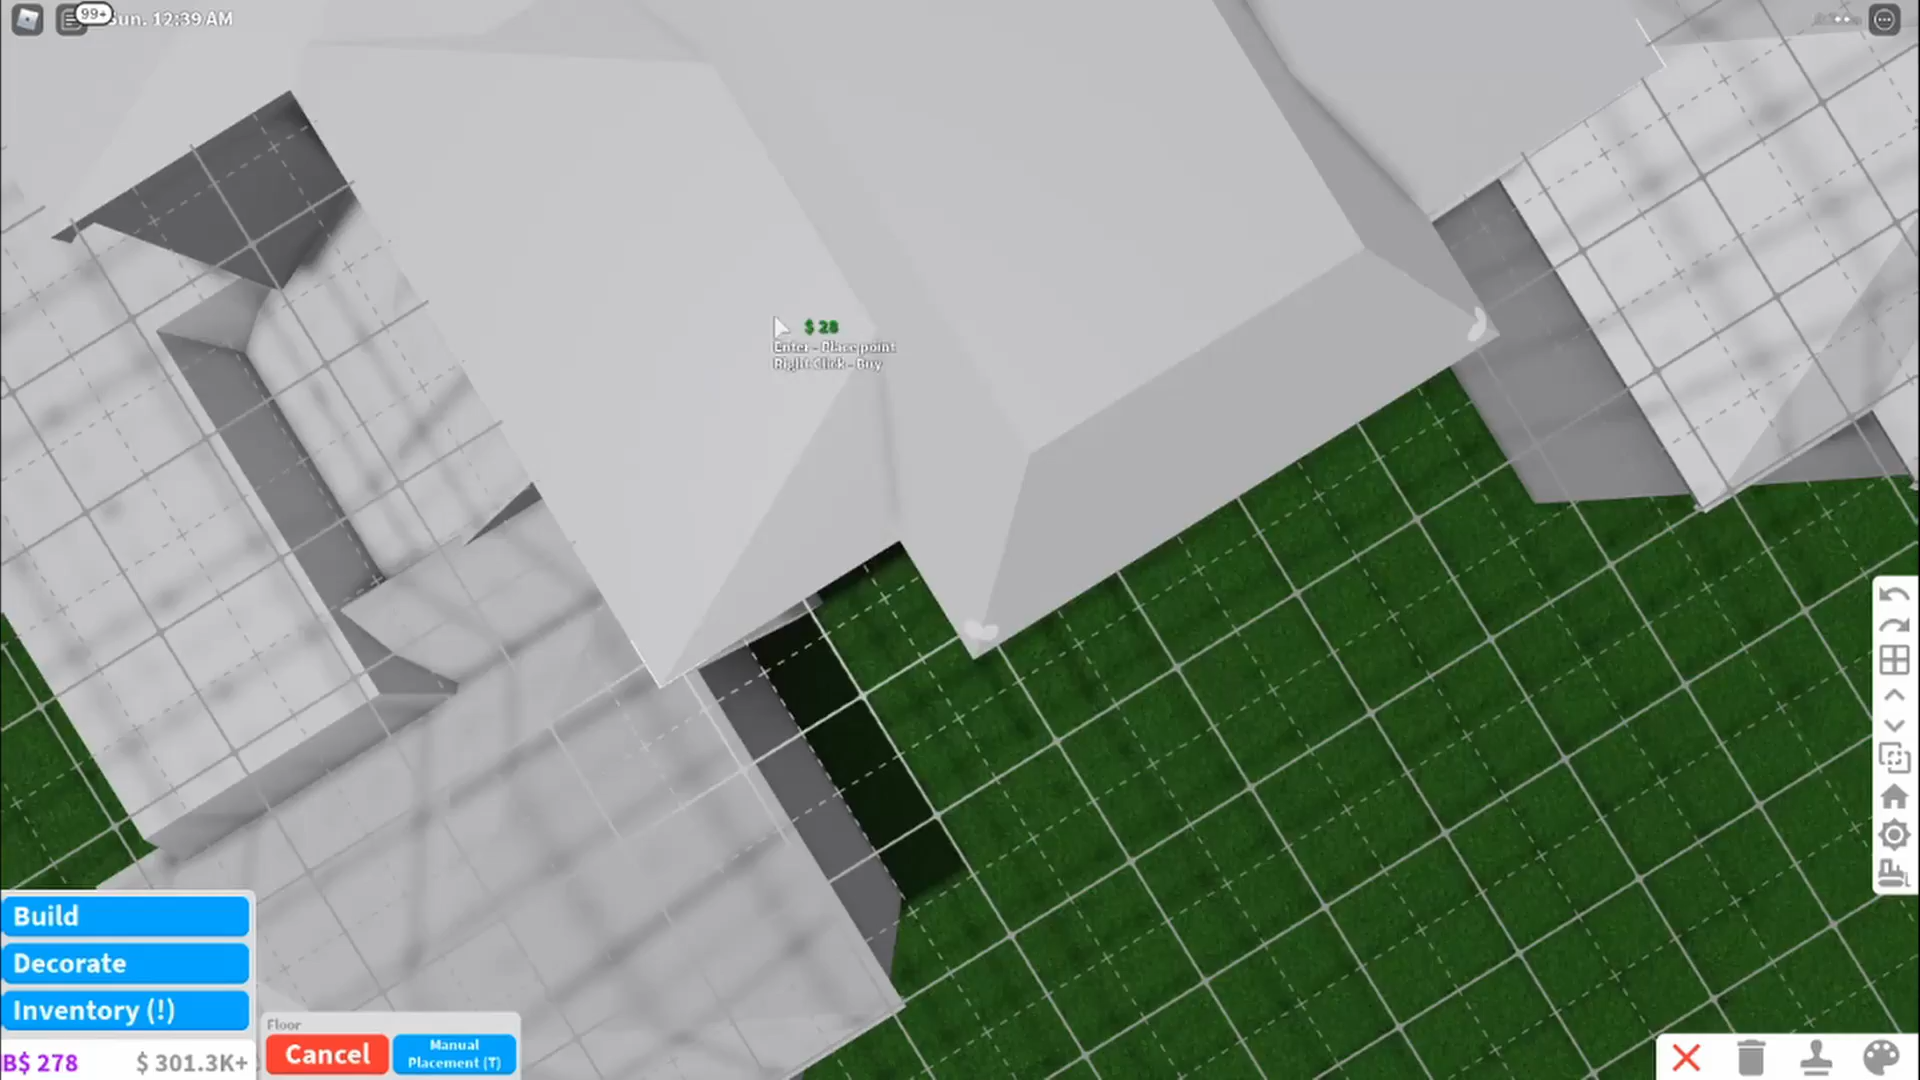 99+
Sun. 12:39 AM
$ 28
Enter - Place point
Right Click - Buy
Build
Decorate
Inventory (!)
B$ 278
$ 301.3K+
Floor
Cancel
Manual
Placement (T)